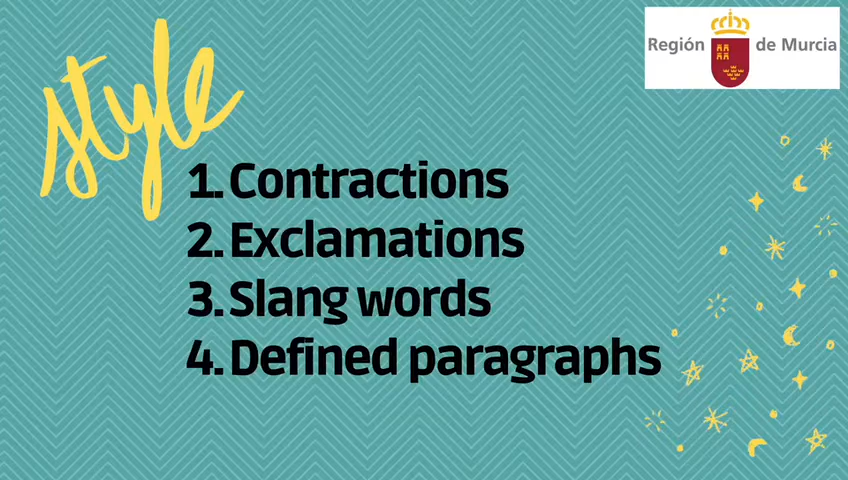 style
Región de Murcia
1. Contractions
2. Exclamations
3. Slang words
4. Defined paragraphs